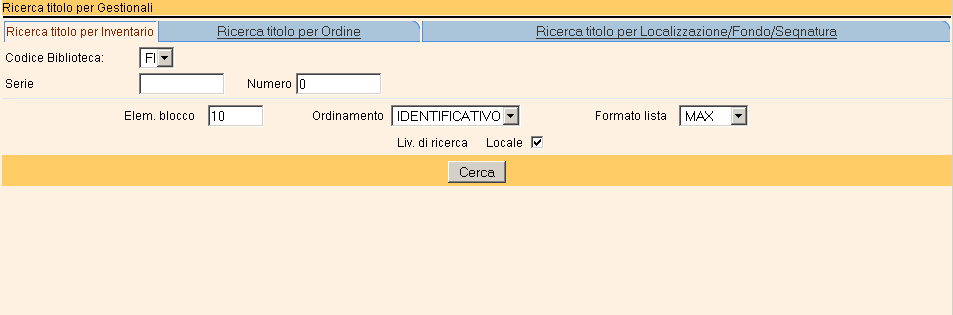 Ricerca titolo per Gestionali
Ricerca titolo per Inventario Ricerca titolo per Ordine Ricerca titolo per Localizzazione/Fondo/Segnatura
Codice Biblioteca: FI
Serie Numero 0
Elem. blocco 10 Ordinamento IDENTIFICATIVO Formato lista MAX
Liv. di ricerca Locale
Cerca